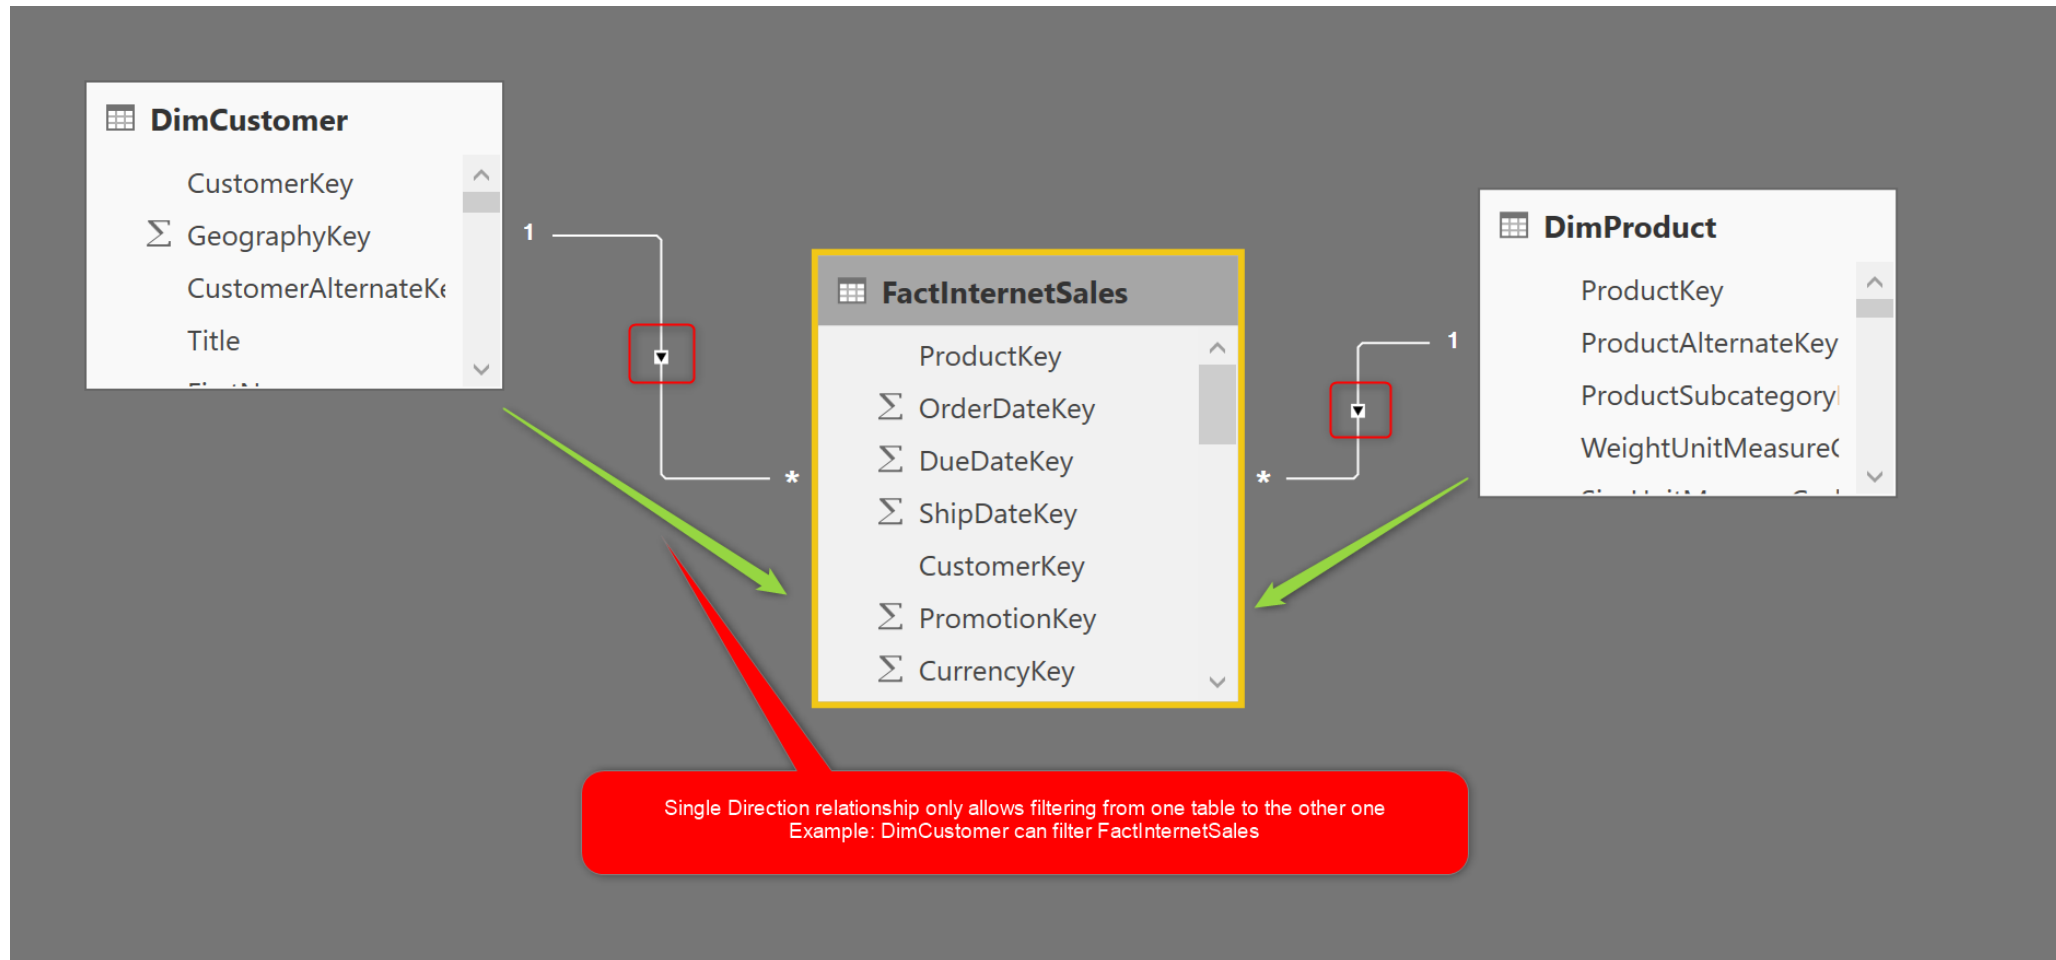 DimCustomer
CustomerKey
Σ GeographyKey
CustomerAlternateKe
Title
1
*
FactInternetSales
ProductKey
Σ OrderDateKey
Σ DueDateKey
Σ ShipDateKey
CustomerKey
Σ PromotionKey
Σ CurrencyKey
*
1
DimProduct
ProductKey
ProductAlternateKey
ProductSubcategory
WeightUnitMeasure
Single Direction relationship only allows filtering from one table to the other one
Example: DimCustomer can filter FactInternetSales